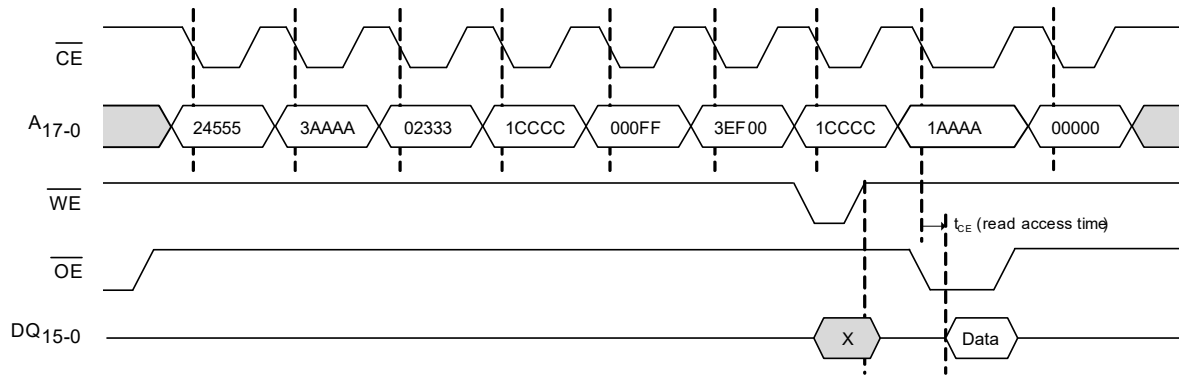 CE
A17-0
24555 3AAAA 02333 1CCCC 000FF 3EF00 1CCCC 1AAAA 00000
WE
tCE (read access time)
OE
DQ15-0
X Data